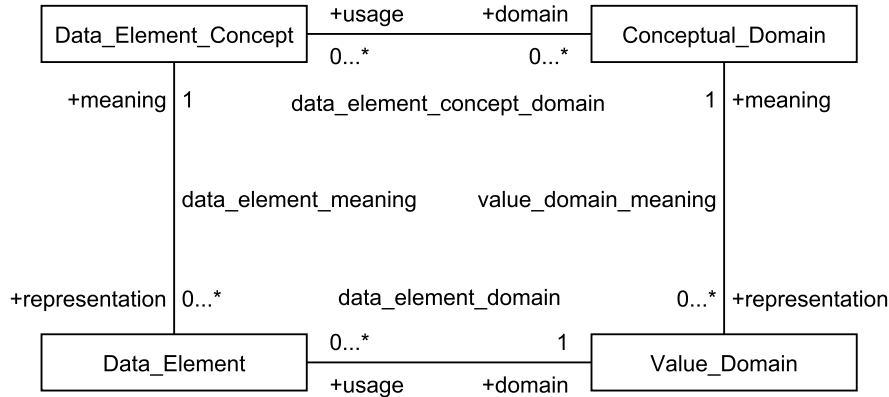 +usage +domain
Data_Element_Concept Conceptual_Domain
0...* 0...*
+meaning 1 data_element_concept_domain 1 +meaning
data_element_meaning value_domain_meaning
+representation 0...* data_element_domain 0...* +representation
0...* 1
Data_Element Value_Domain
+usage +domain